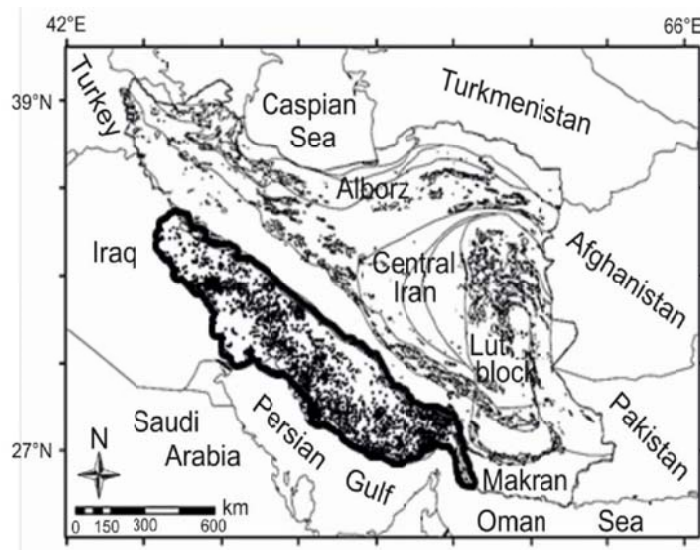 42°E
66°E
39°N
Turkey
Caspian
Sea
Turkmenistan
Alborz
Iraq
Central
Iran
Afghanistan
Lut
block
Saudi
Arabia
Persian
Gulf
Pakistan
27°N
N
Makran
km
0 150 300 600
Oman Sea